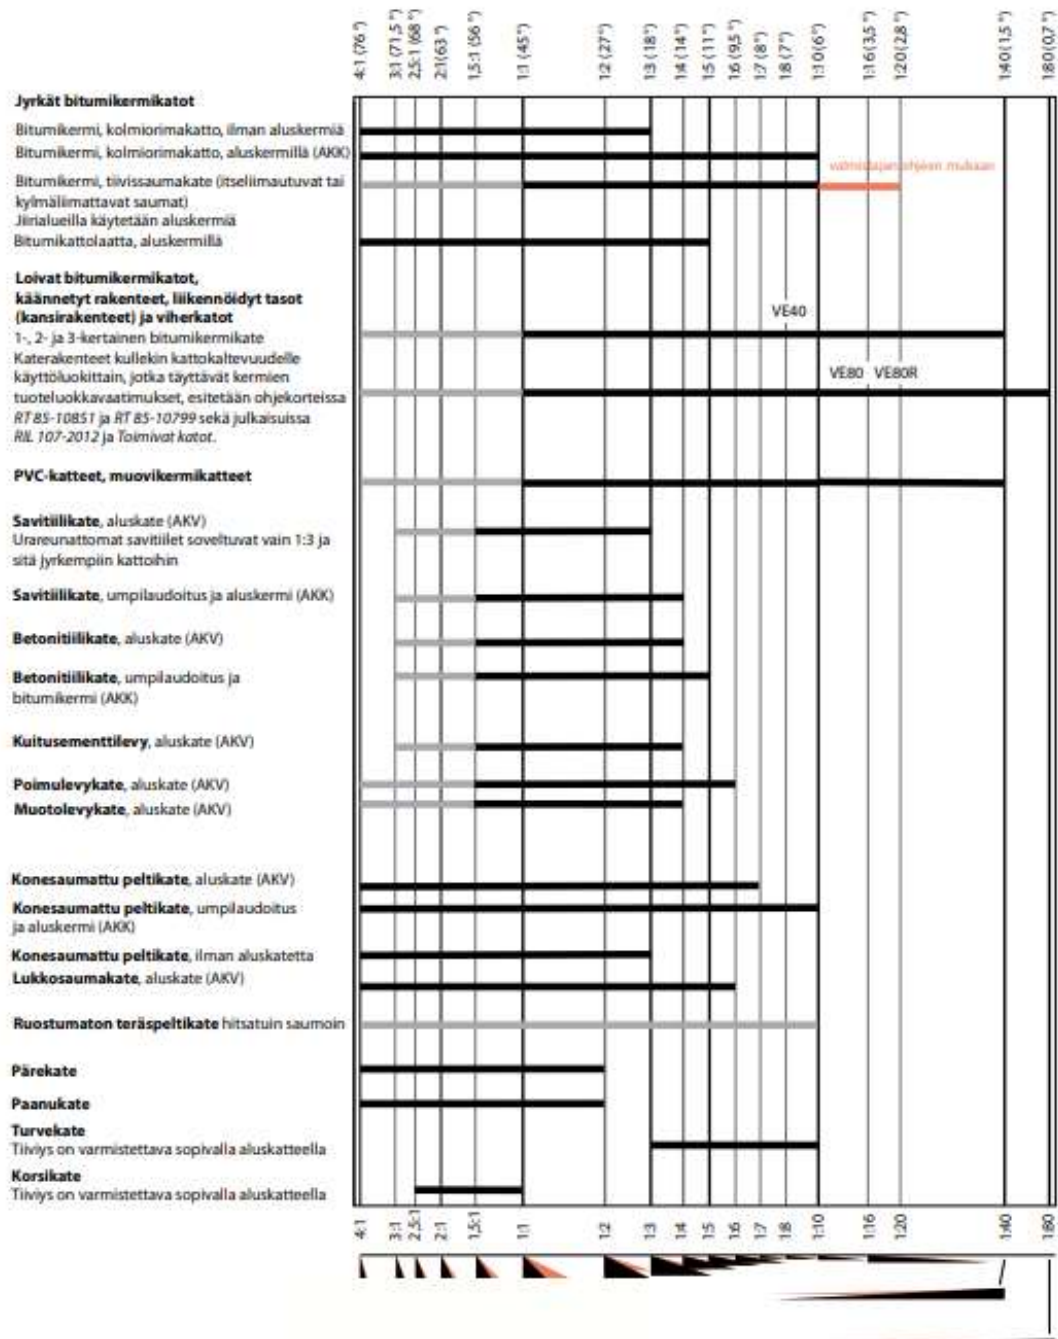 4:1 (76 °)
3:1 (71,5 °)
2,5:1 (68 °)
2:1 (63 °)
1,5:1 (56 °)
1:1 (45°)
1:2 (27°)
1:3 (18°)
1:4 (14°)
1:5 (11°)
1:6 (9,5 °)
1:7 (8°)
1:8 (7°)
1:10 (6°)
1:16 (3,5 °)
1:20 (2,8 °)
1:40 (1,5 °)
1:80 (0,7 °)
Jyrkät bitumikermikatot
Bitumikermi, kolmiorimakatto, ilman aluskermiä
Bitumikermi, kolmiorimakatto, aluskermillä (AKK)
valmistajan ohjeen mukaan
Bitumikermi, tiivissaumakate (itseliimautuvat tai
kylmäliimattavat saumat)
Jiirialueilla käytetään aluskermiä
Bitumikattolaatta, aluskermillä
Loivat bitumikermikatot,
käännetyt rakenteet, liikennöidyt tasot
(kansirakenteet) ja viherkatot
VE40
1-, 2- ja 3-kertainen bitumikermikate
Katerakenteet kullekin kattokaltevuudelle
käyttöluokittain, jotka täyttävät kermien
VE80 VE80R
tuoteluokkavaatimukset, esitetään ohjekorteissa
RT 85-10851 ja RT 85-10799 sekä julkaisuissa
RIL 107-2012 ja Toimivat katot.
PVC-katteet, muovikermikatteet
Savitiilikate, aluskate (AKV)
Urareunattomat savitiilet soveltuvat vain 1:3 ja
sitä jyrkempiin kattoihin
Savitiilikate, umpilaudoitus ja aluskermi (AKK)
Betonitiilikate, aluskate (AKV)
Betonitiilikate, umpilaudoitus ja
bitumikermi (AKK)
Kuitusementtilevy, aluskate (AKV)
Poimulevykate, aluskate (AKV)
Muotolevykate, aluskate (AKV)
Konesaumattu peltikate, aluskate (AKV)
Konesaumattu peltikate, umpilaudoitus
ja aluskermi (AKK)
Konesaumattu peltikate, ilman aluskatetta
Lukkosaumakate, aluskate (AKV)
Ruostumaton teräspeltikate hitsatuin saumoin
Pärekate
Paanukate
Turvekate
Tiiviys on varmistettava sopivalla aluskatteella
Korsikate
Tiiviys on varmistettava sopivalla aluskatteella
4:1
3:1
2,5:1
2:1
1,5:1
1:1
1:2
1:3
1:4
1:5
1:6
1:7
1:8
1:10
1:16
1:20
1:40
1:80